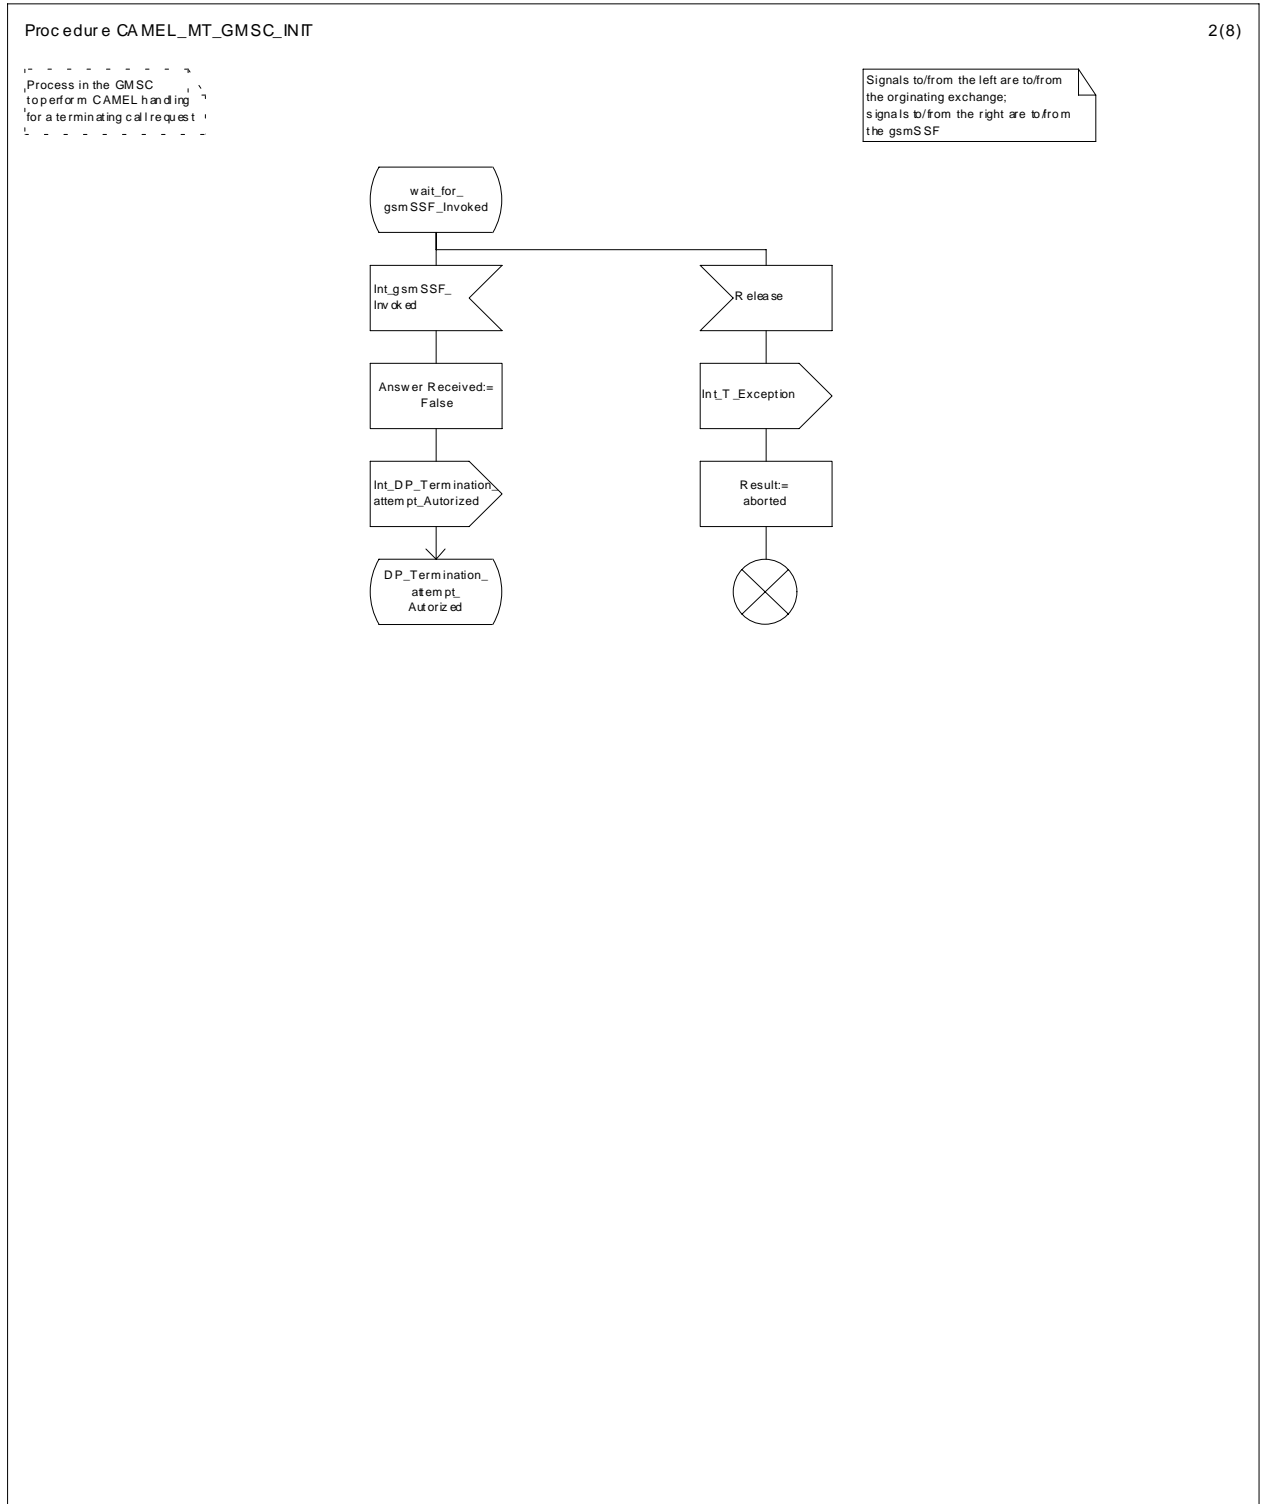 Procedure CAMEL_MT_GMSC_INIT
2(8)
Process in the GMSC
to perform CAMEL handling
for a terminating call request
Signals to/from the left are to/from
the orginating exchange;
signals to/from the right are to/from
the gsmSSF
wait_for_
gsmSSF_Invoked
Int_gsmSSF_
Invoked
Release
Answer Received:=
False
Int_T_Exception
Int_DP_Termination_
attempt_Autorized
Result:=
aborted
DP_Termination_
attempt_
Autorized